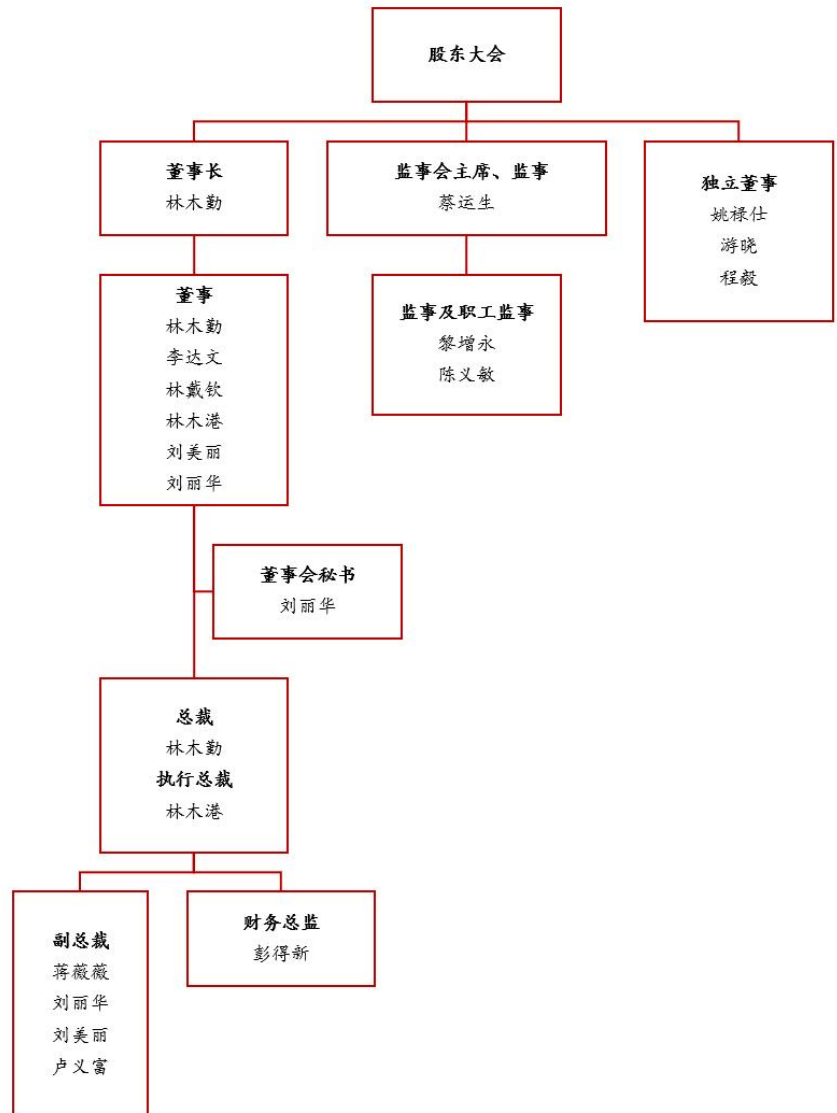 股东大会
董事长
林木勤
监事会主席、监事
蔡运生
独立董事
姚禄仕
游晓
程毅
董事
林木勤
李达文
林戴钦
林木港
刘美丽
刘丽华
监事及职工监事
黎增永
陈义敏
董事会秘书
刘丽华
总裁
林木勤
执行总裁
林木港
副总裁
蒋薇薇
刘丽华
刘美丽
卢义富
财务总监
彭得新